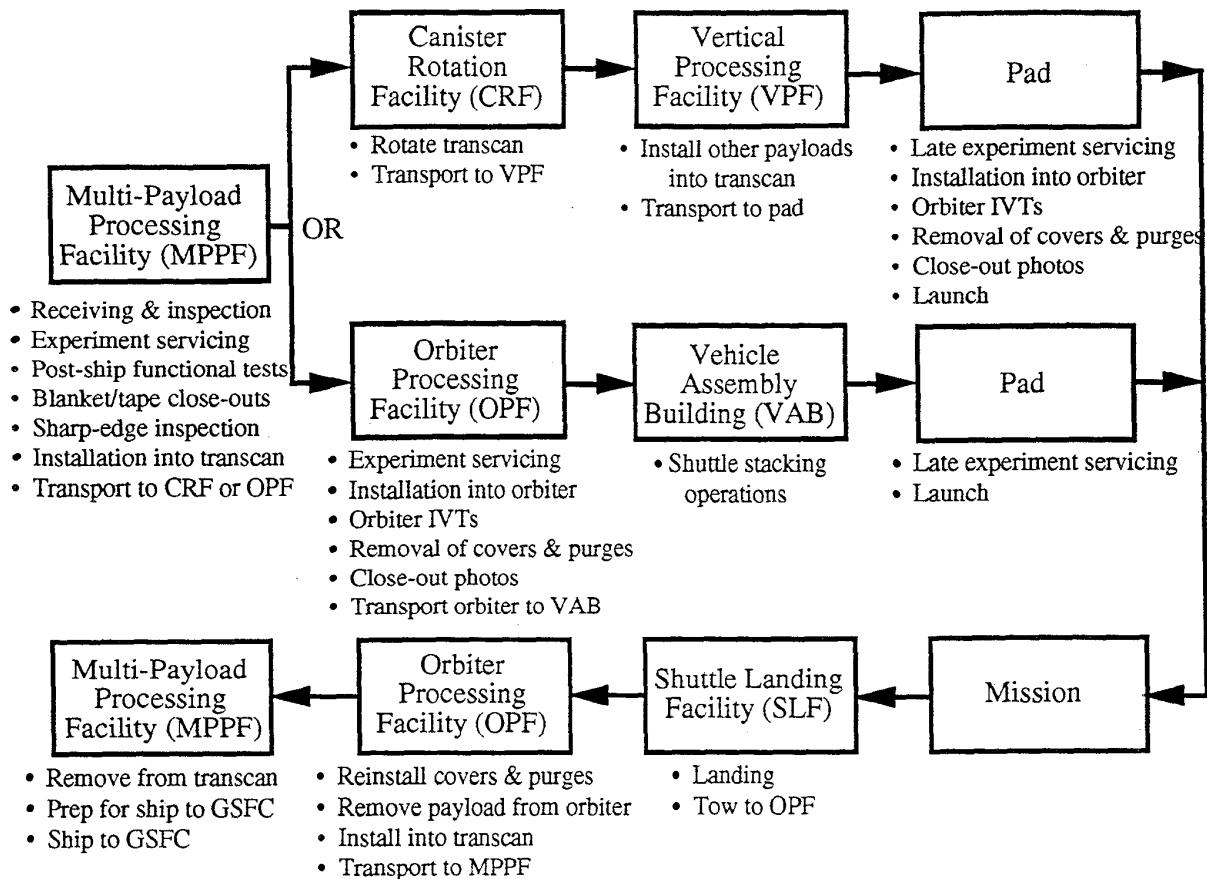 Canister
Rotation
Facility (CRF)
• Rotate transcan
• Transport to VPF
Vertical
Processing
Facility (VPF)
• Install other payloads
into transcan
• Transport to pad
Pad
• Late experiment servicing
• Installation into orbiter
• Orbiter IVTs
• Removal of covers & purges
• Close-out photos
• Launch
Multi-Payload
Processing
Facility (MPPF)
OR
• Receiving & inspection
• Experiment servicing
• Post-ship functional tests
• Blanket/tape close-outs
• Sharp-edge inspection
• Installation into transcan
• Transport to CRF or OPF
Orbiter
Processing
Facility (OPF)
• Experiment servicing
• Installation into orbiter
• Orbiter IVTs
• Removal of covers & purges
• Close-out photos
• Transport orbiter to VAB
Vehicle
Assembly
Building (VAB)
• Shuttle stacking
operations
Pad
• Late experiment servicing
• Launch
Multi-Payload
Processing
Facility (MPPF)
• Remove from transcan
• Prep for ship to GSFC
• Ship to GSFC
Orbiter
Processing
Facility (OPF)
• Reinstall covers & purges
• Remove payload from orbiter
• Install into transcan
• Transport to MPPF
Shuttle Landing
Facility (SLF)
• Landing
• Tow to OPF
Mission